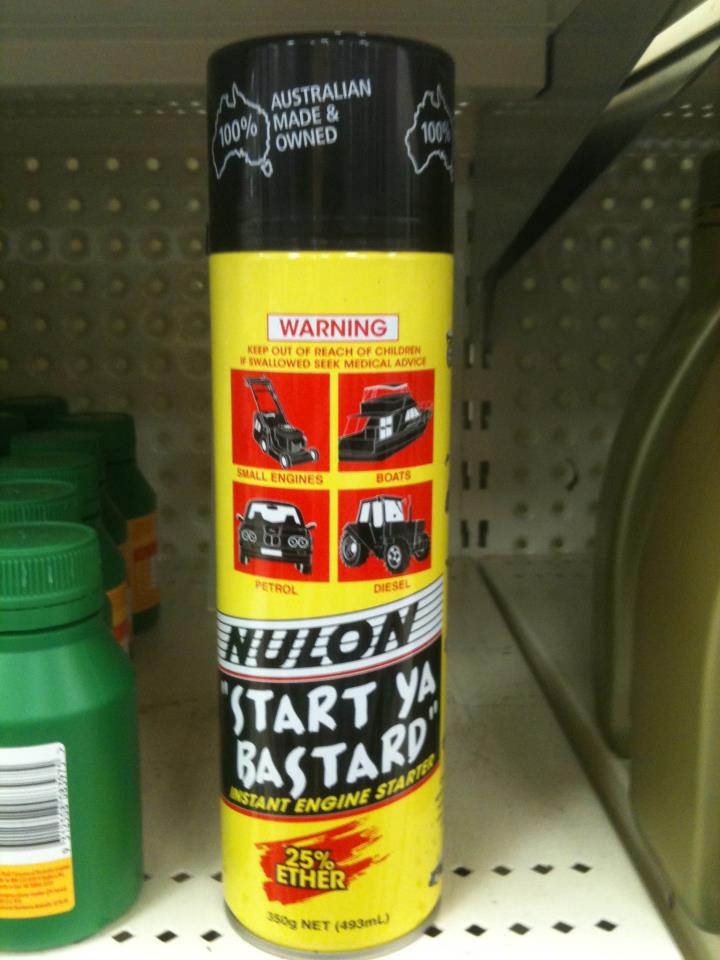 100%
AUSTRALIAN
MADE &
OWNED
100%
WARNING
KEEP OUT OF REACH OF CHILDREN
IF SWALLOWED SEEK MEDICAL ADVICE
SMALL ENGINES
BOATS
PETROL
DIESEL
NULON
"START YA
BASTARD"
INSTANT ENGINE STARTER
25%
ETHER
350g NET (493mL)